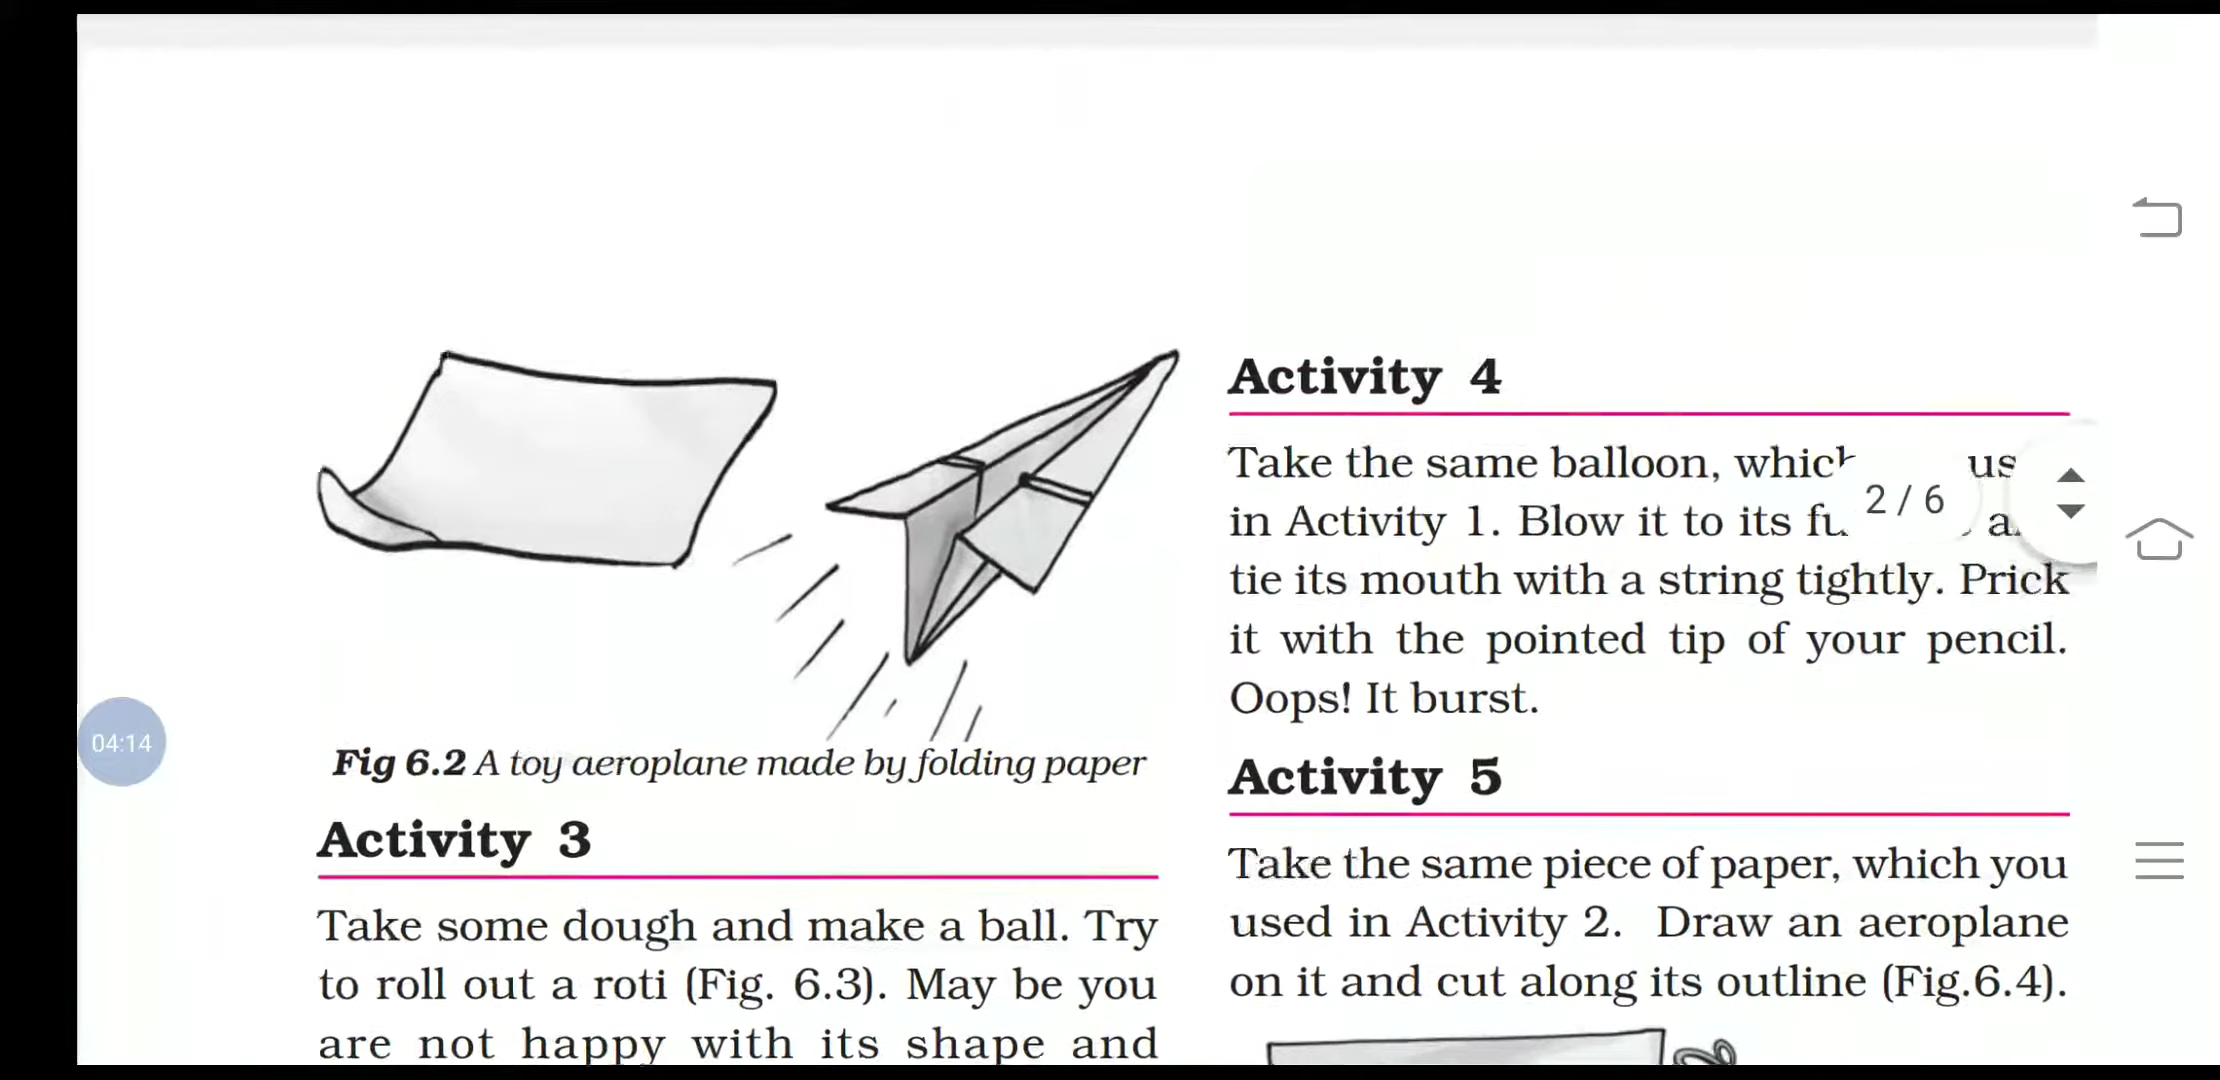 Fig 6.2 A toy aeroplane made by folding paper
Activity 3
Take some dough and make a ball. Try
to roll out a roti (Fig. 6.3). May be you
are not happy with its shape and
Activity 4
Take the same balloon, which us
in Activity 1. Blow it to its
tie its mouth with a string tightly. Prick
it with the pointed tip of your pencil.
Oops! It burst.
Activity 5
Take the same piece of paper, which you
used in Activity 2. Draw an aeroplane
on it and cut along its outline (Fig.6.4).
2 / 6
04:14